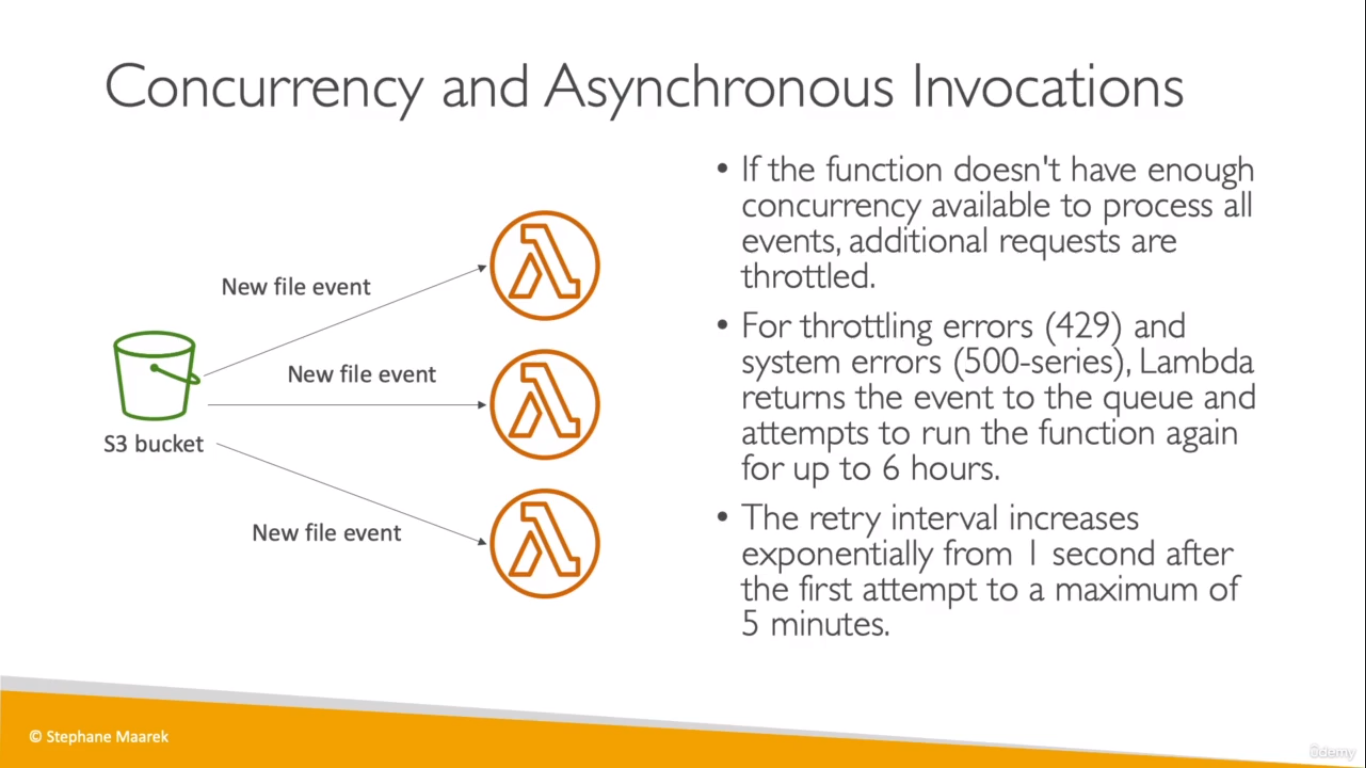 Concurrency and Asynchronous Invocations
New file event
New file event
S3 bucket
New file event
• If the function doesn't have enough
concurrency available to process all
events, additional requests are
throttled.
• For throttling errors (429) and
system errors (500-series), Lambda
returns the event to the queue and
attempts to run the function again
for up to 6 hours.
• The retry interval increases
exponentially from 1 second after
the first attempt to a maximum of
5 minutes.
© Stephane Maarek
Udemy